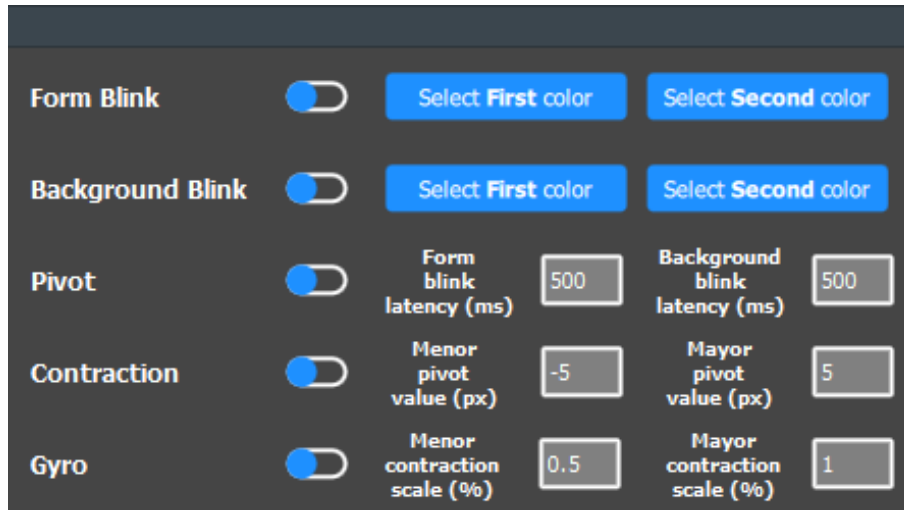 Form Blink
Select First color
Select Second color
Background Blink
Select First color
Select Second color
Pivot
Form
blink
latency (ms)
500
Background
blink
latency (ms)
500
Contraction
Menor
pivot
value (px)
-5
Mayor
pivot
value (px)
5
Gyro
Menor
contraction
scale (%)
0.5
Mayor
contraction
scale (%)
1